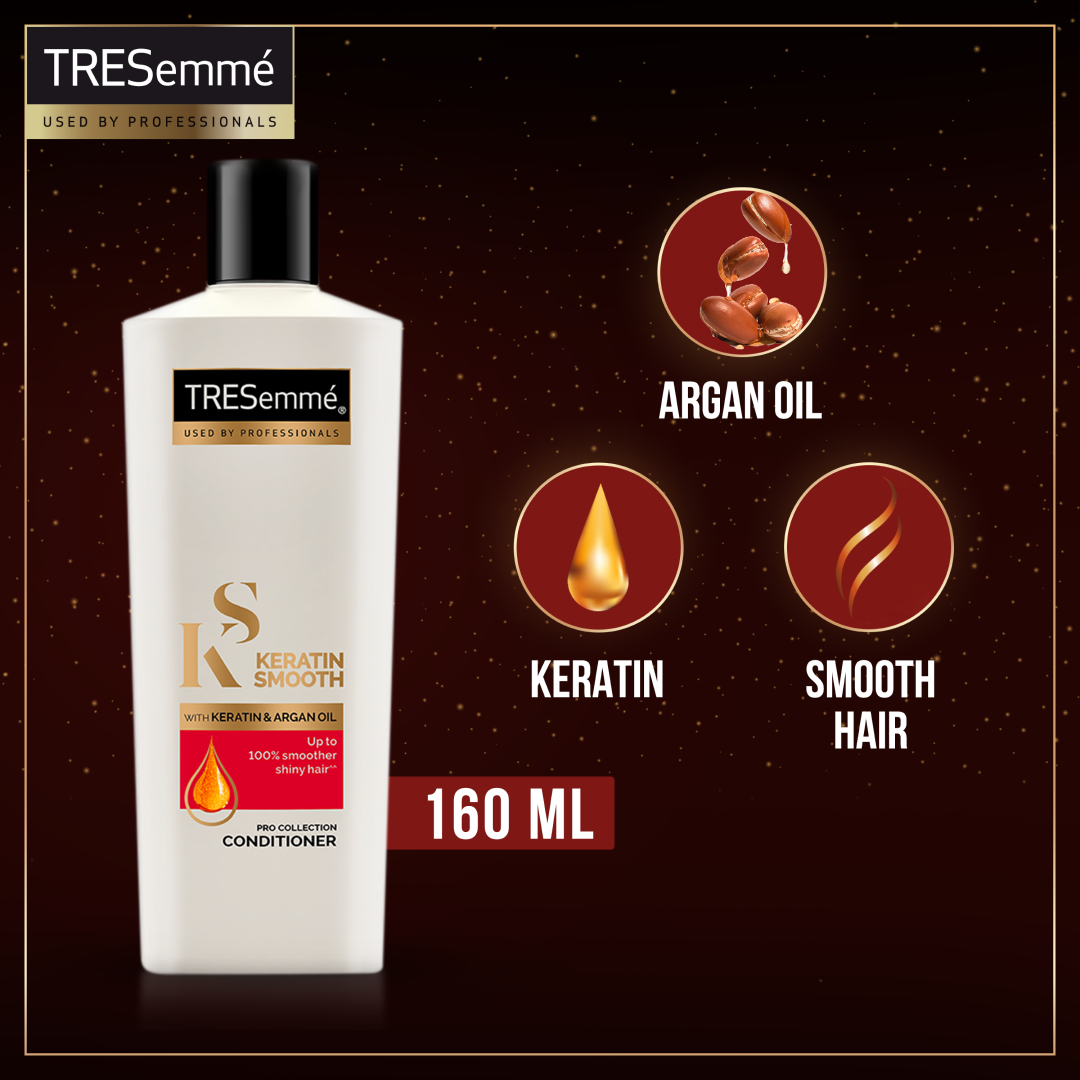 TRESemmé
USED BY PROFESSIONALS
TRESemmé®
USED BY PROFESSIONALS
KS
KERATIN
SMOOTH
WITH KERATIN & ARGAN OIL
Up to
100% smoother
shiny hair^^
PRO COLLECTION
CONDITIONER
160 ML
ARGAN OIL
KERATIN
SMOOTH
HAIR